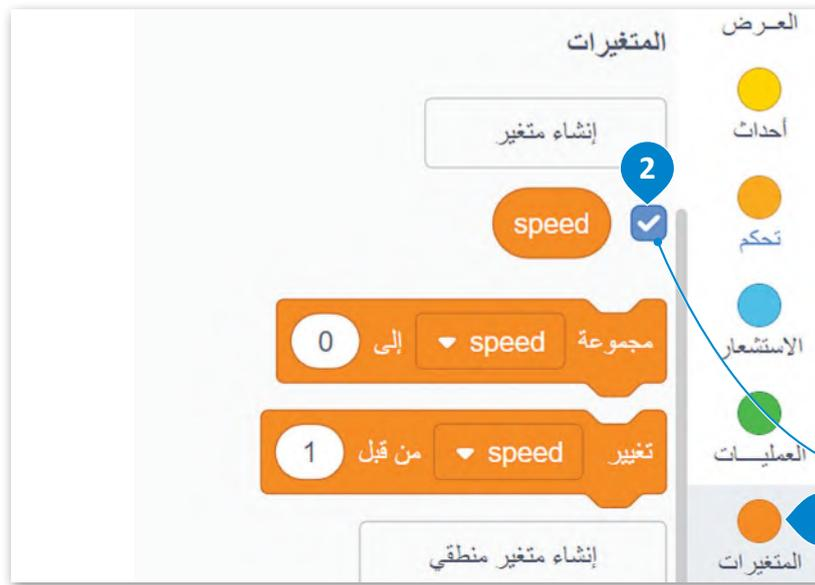 العـرض
أحداث
تحكم
الاستشعار
العمليـــات
المتغيرات
المتغيرات
إنشاء متغير
2
speed
مجموعة speed إلى 0
تغيير speed من قبل 1
إنشاء متغير منطقي